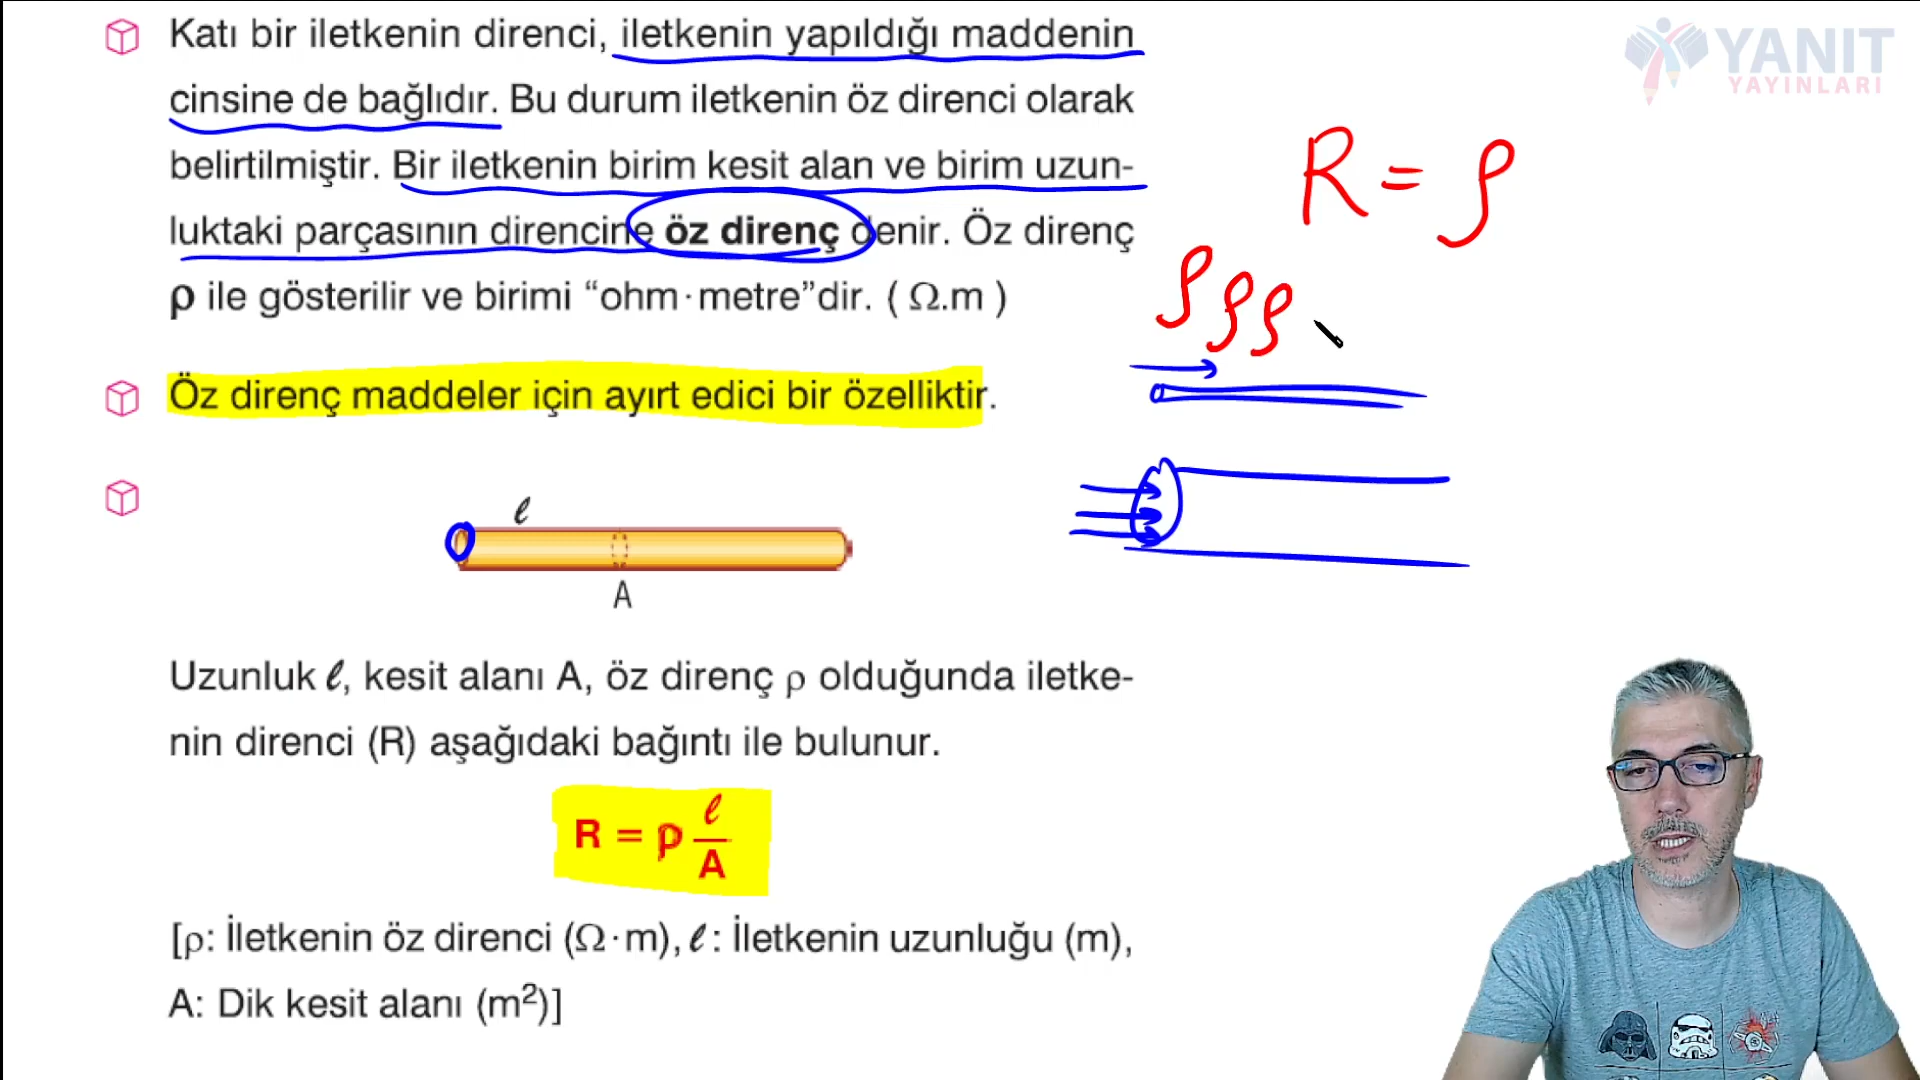 Katı bir iletkenin direnci, iletkenin yapıldığı maddenin
cinsine de bağlıdır. Bu durum iletkenin öz direnci olarak
belirtilmiştir. Bir iletkenin birim kesit alan ve birim uzun-
luktaki parçasının direncine öz direnç denir. Öz direnç
ρ ile gösterilir ve birimi “ohm·metre”dir. ( Ω.m )
Öz direnç maddeler için ayırt edici bir özelliktir.
ℓ
A
Uzunluk ℓ, kesit alanı A, öz direnç ρ olduğunda iletke-
nin direnci (R) aşağıdaki bağıntı ile bulunur.
R = ρ ℓ/A
[ρ: İletkenin öz direnci (Ω·m), ℓ: İletkenin uzunluğu (m),
A: Dik kesit alanı (m²)]
YANIT
YAYINLARI
R = ρ
ρ ρ ρ